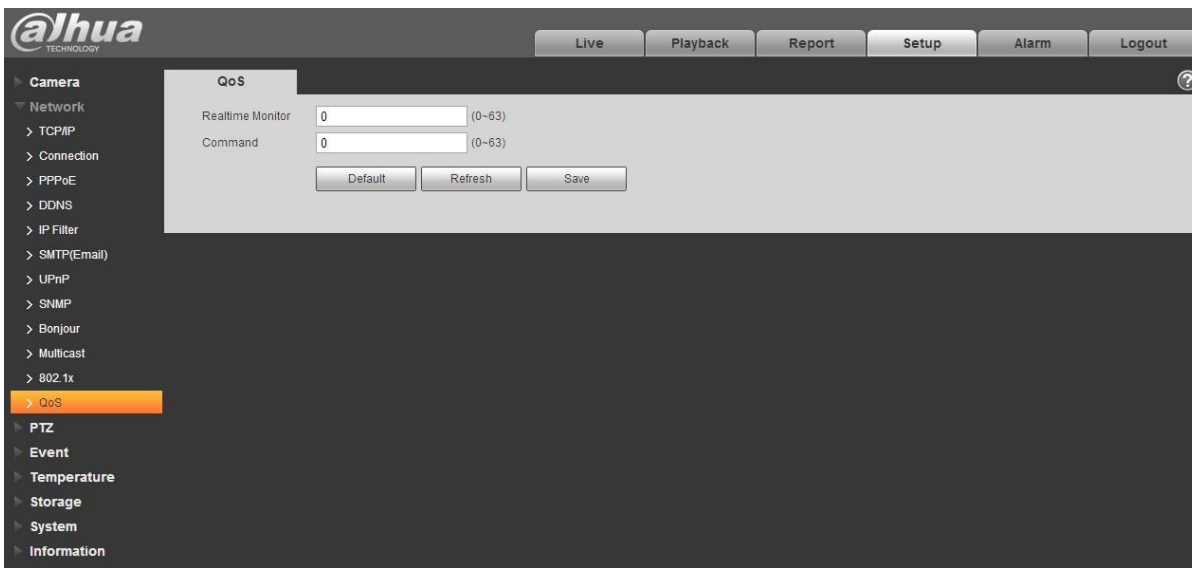 alhua
TECHNOLOGY
Live
Playback
Report
Setup
Alarm
Logout
Camera
Network
> TCP/IP
> Connection
> PPPoE
> DDNS
> IP Filter
> SMTP(Email)
> UPnP
> SNMP
> Bonjour
> Multicast
> 802.1x
> QoS
PTZ
Event
Temperature
Storage
System
Information
QoS
?
Realtime Monitor 0 (0~63)
Command 0 (0~63)
Default Refresh Save